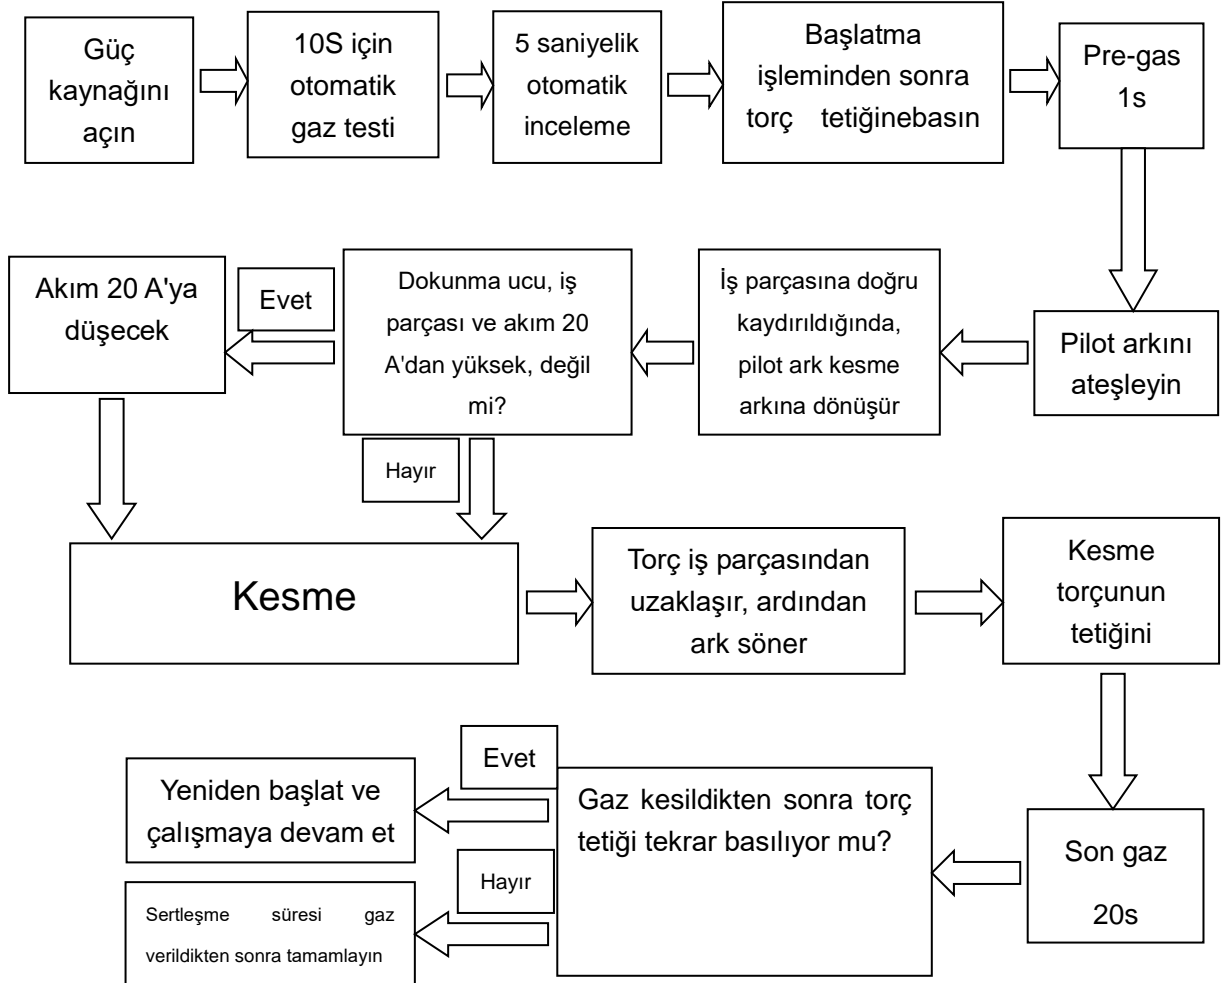 Güç
kaynağını
açın
10S için
otomatik
gaz testi
5 saniyelik
otomatik
inceleme
Başlatma
işleminden sonra
torç tetiğinebasın
Pre-gas
1s
Pilot arkını
ateşleyin
İş parçasına doğru
kaydırıldığında,
pilot ark kesme
arkına dönüşür
Dokunma ucu, iş
parçası ve akım 20
A'dan yüksek, değil
mi?
Evet
Akım 20 A'ya
düşecek
Hayır
Kesme
Torç iş parçasından
uzaklaşır, ardından
ark söner
Kesme
torçunun
tetiğini
Son gaz
20s
Gaz kesildikten sonra torç
tetiği tekrar basılıyor mu?
Evet
Yeniden başlat ve
çalışmaya devam et
Hayır
Sertleşme süresi gaz
verildikten sonra tamamlayın